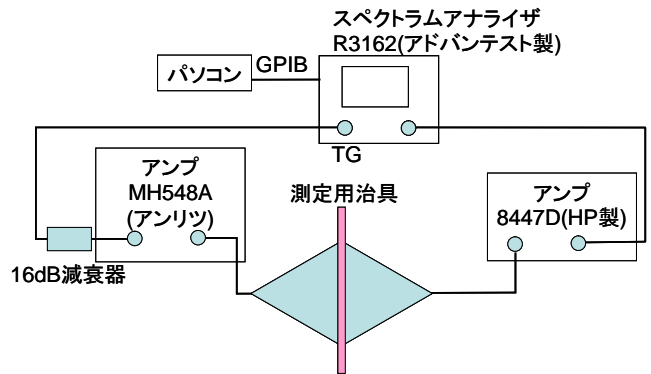 スペクトラムアナライザ
R3162(アドバンテスト製)
パソコン
GPIB
TG
アンプ
MH548A
(アンリツ)
測定用治具
アンプ
8447D(HP製)
16dB減衰器